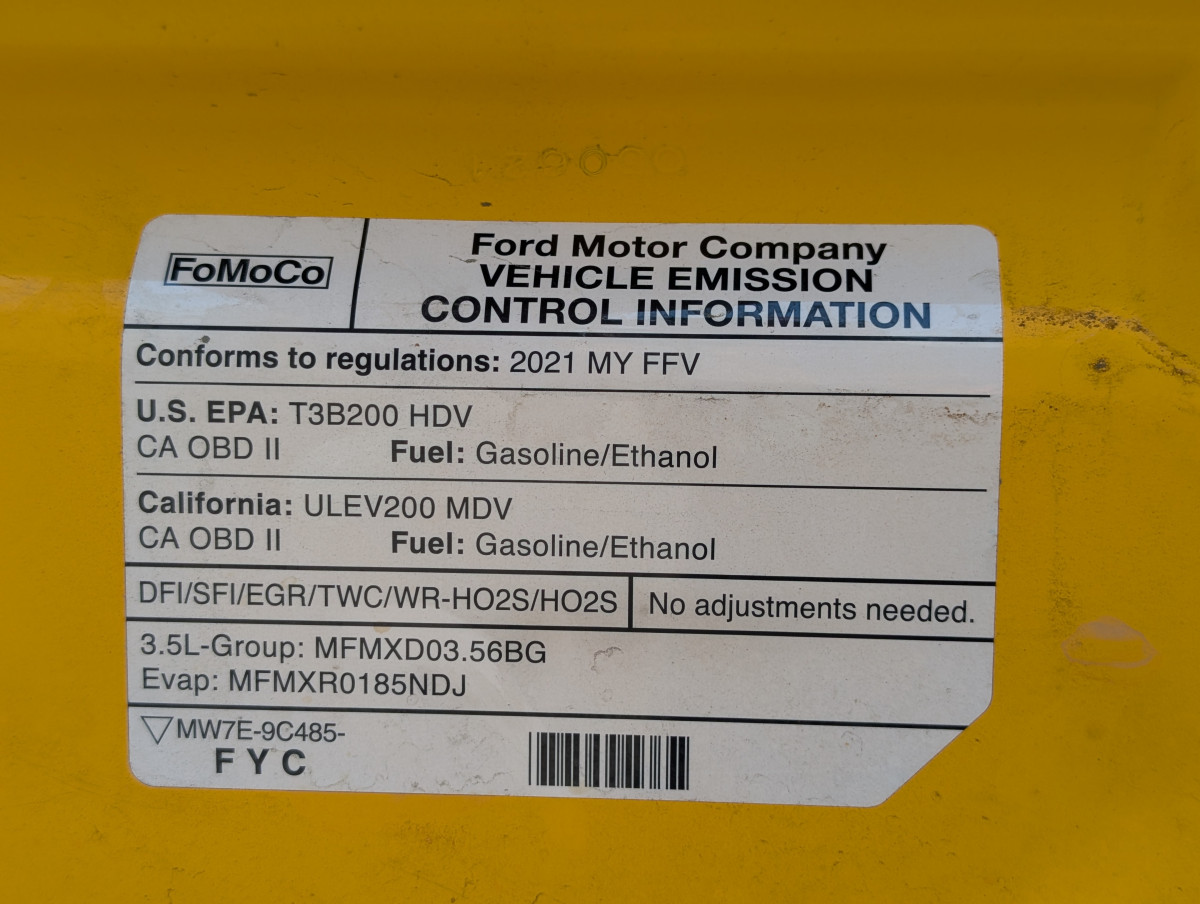 FoMoCo
Ford Motor Company
VEHICLE EMISSION
CONTROL INFORMATION
Conforms to regulations: 2021 MY FFV
U.S. EPA: T3B200 HDV
CA OBD II Fuel: Gasoline/Ethanol
California: ULEV200 MDV
CA OBD II Fuel: Gasoline/Ethanol
DFI/SFI/EGR/TWC/WR-HO2S/HO2S No adjustments needed.
3.5L-Group: MFMXD03.56BG
Evap: MFMXR0185NDJ
MW7E-9C485-
F Y C